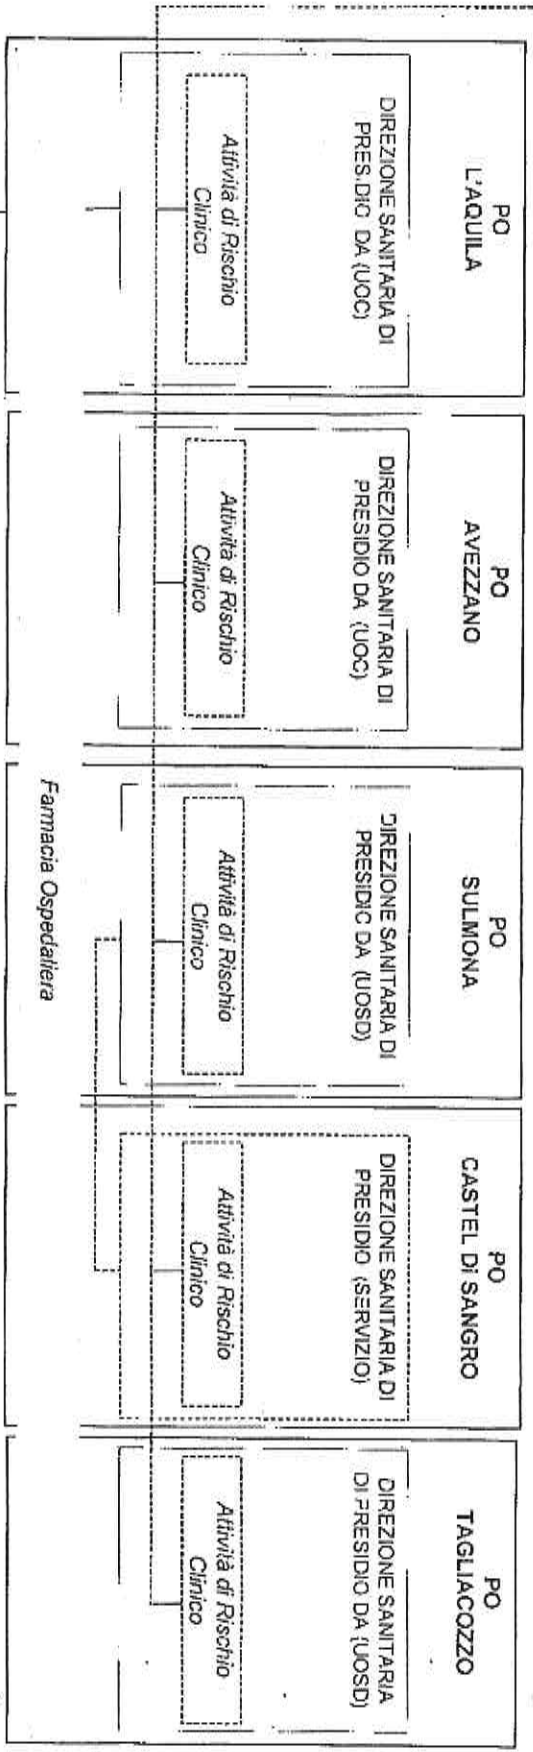 PO
L'AQUILA
DIREZIONE SANITARIA DI
PRES.DIO DA (UOC)
Attività di Rischio
Clinico
PO
AVEZZANO
DIREZIONE SANITARIA DI
PRESIDIO DA (UOC)
Attività di Rischio
Clinico
PO
SULMONA
DIREZIONE SANITARIA DI
PRESIDIO DA (UOSD)
Attività di Rischio
Clinico
PO
CASTEL Di SANGRO
DIREZIONE SANITARIA DI
PRESIDIO (SERVIZIO)
Attività di Rischio
Clinico
PO
TAGLIACOZZO
DIREZIONE SANITARIA
DI PRESIDIO DA (UOSD)
Attività di Rischio
Clinico
Farmacia Ospedaliera